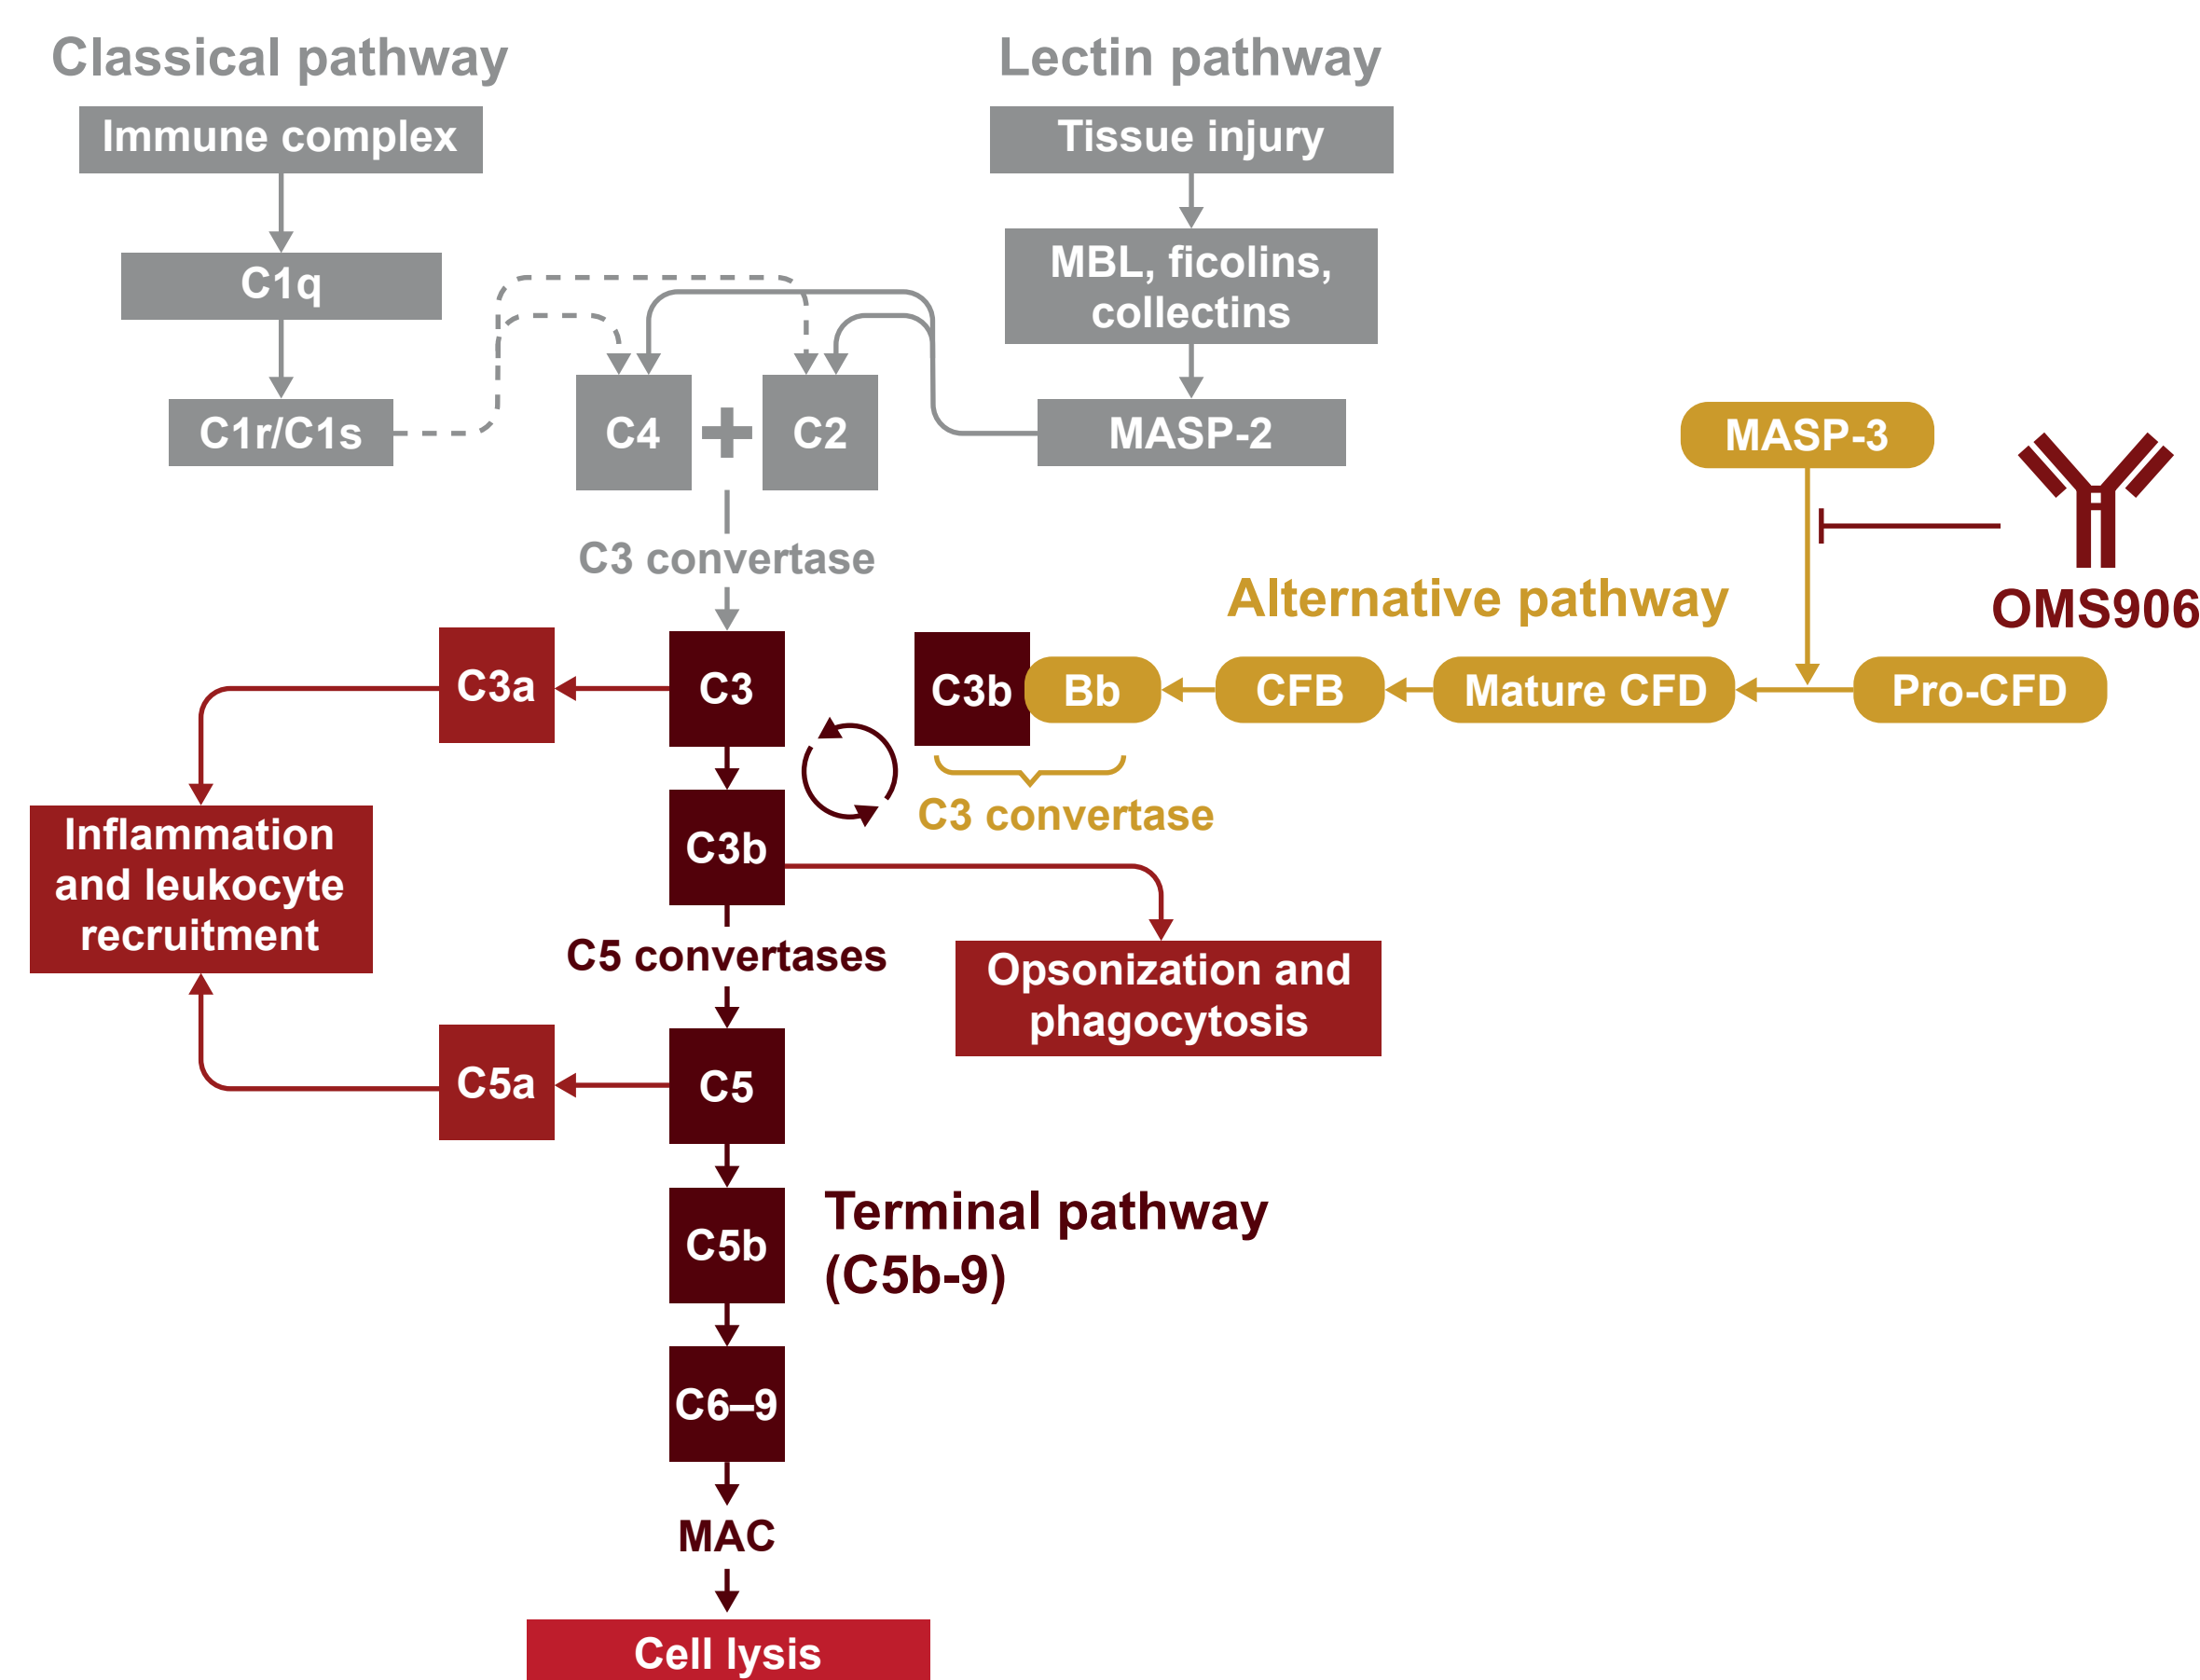 Classical pathway
Lectin pathway
Immune complex
Tissue injury
C1q
MBL, ficolins,
collectins
C1r/C1s
C4
+
C2
MASP-2
MASP-3
C3 convertase
Alternative pathway
OMS906
C3a
C3
C3b
Bb
CFB
Mature CFD
Pro-CFD
C3 convertase
Inflammation
and leukocyte
recruitment
C3b
C5 convertases
Opsonization and
phagocytosis
C5a
C5
C5b
Terminal pathway
(C5b-9)
C6–9
MAC
Cell lysis